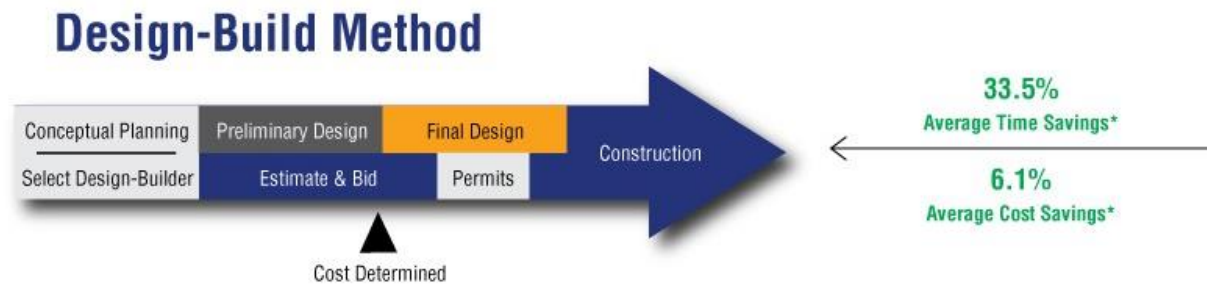 Design-Build Method
Conceptual Planning
Select Design-Builder
Preliminary Design
Estimate & Bid
Final Design
Permits
Construction
Cost Determined
33.5%
Average Time Savings*
6.1%
Average Cost Savings*